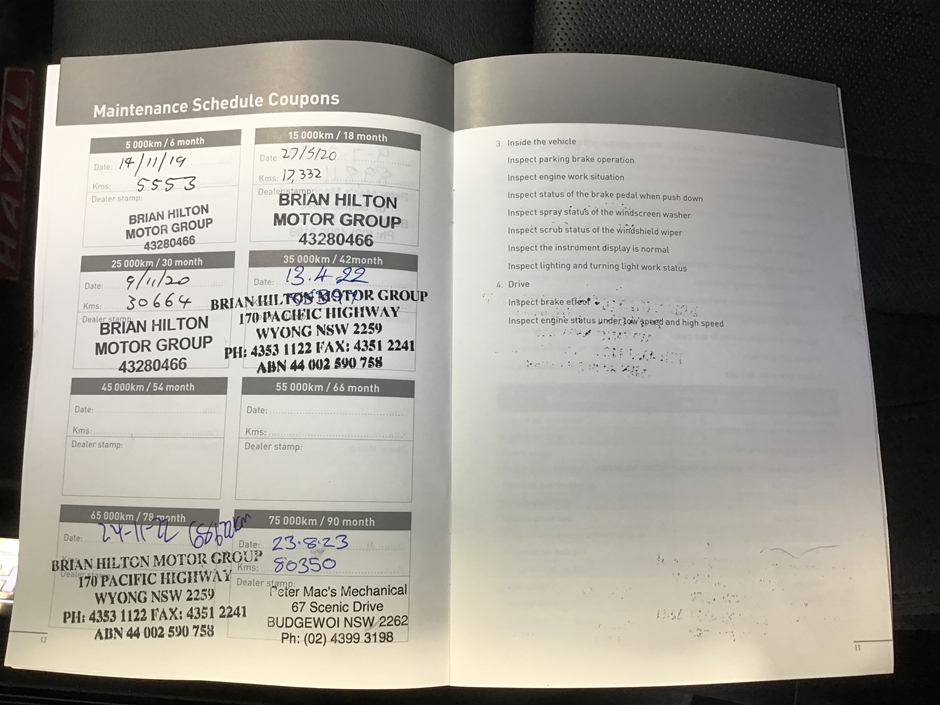 HAVAL
Maintenance Schedule Coupons
5 000km / 6 month
Date: 14/11/19
Kms: 5553
Dealer stamp:
BRIAN HILTON
MOTOR GROUP
43280466
15 000km / 18 month
Date: 27/5/20
Kms: 17,332
Dealer stamp:
BRIAN HILTON
MOTOR GROUP
43280466
25 000km / 30 month
Date: 9/11/20
Kms: 30664
Dealer stamp:
BRIAN HILTON
MOTOR GROUP
43280466
35 000km / 42month
Date: 13.4.22
Kms:
BRIAN HILTON MOTOR GROUP
170 PACIFIC HIGHWAY
WYONG NSW 2259
PH: 4353 1122 FAX: 4351 2241
ABN 44 002 590 758
45 000km / 54 month
Date:
Kms:
Dealer stamp:
55 000km / 66 month
Date:
Kms:
Dealer stamp:
65 000km / 78 month
Date: 24-11-22
BRIAN HILTON MOTOR GROUP
170 PACIFIC HIGHWAY
WYONG NSW 2259
PH: 4353 1122 FAX: 4351 2241
ABN 44 002 590 758
75 000km / 90 month
Date: 23.8.23
Kms: 80350
Dealer stamp:
Peter Mac's Mechanical
67 Scenic Drive
BUDGEWOI NSW 2262
Ph: (02) 4399 3198
12
3. Inside the vehicle
Inspect parking brake operation
Inspect engine work situation
Inspect status of the brake pedal when push down
Inspect spray status of the windscreen washer
Inspect scrub status of the windshield wiper
Inspect the instrument display is normal
Inspect lighting and turning light work status
4. Drive
Inspect brake effect
Inspect engine status under low speed and high speed
11